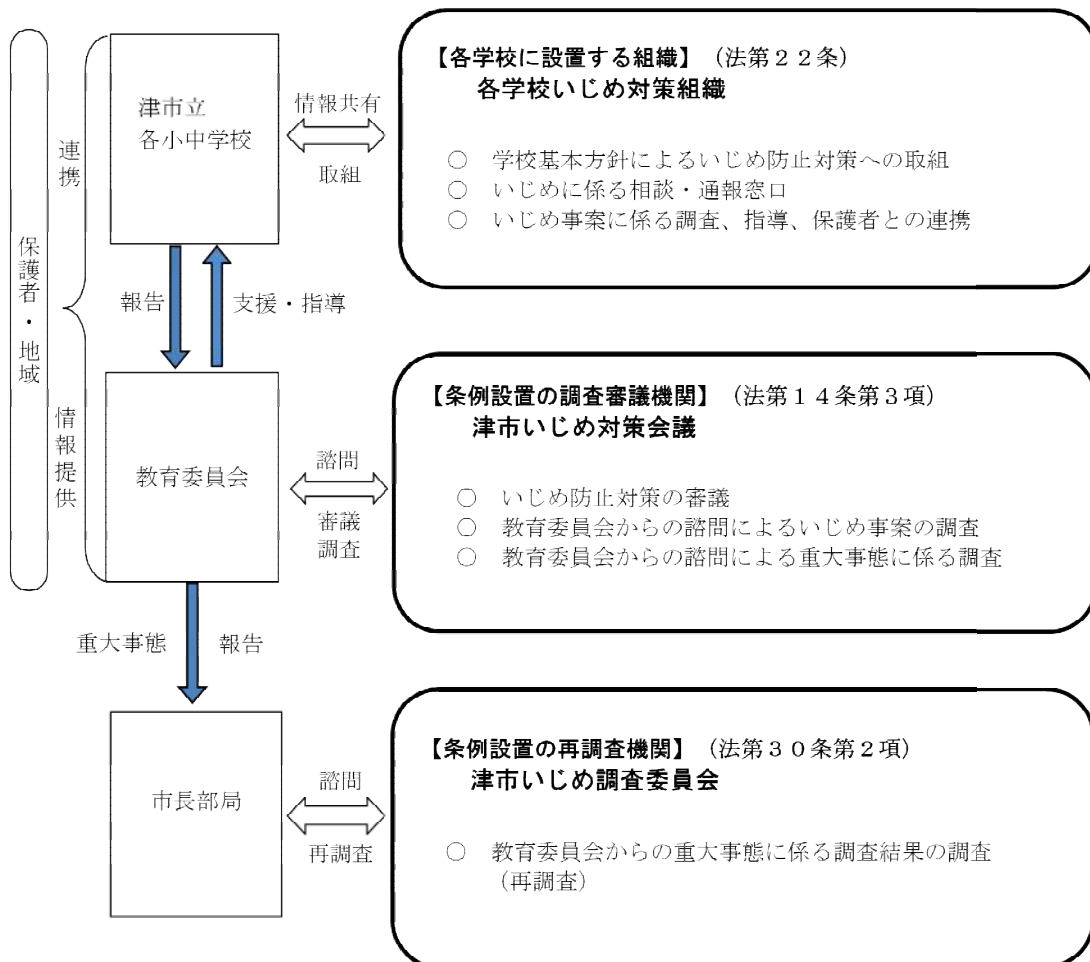 保護者・地域
連携
情報提供
津市立
各小中学校
情報共有
取組
【各学校に設置する組織】（法第２２条）
各学校いじめ対策組織
○　学校基本方針によるいじめ防止対策への取組
○　いじめに係る相談・通報窓口
○　いじめ事案に係る調査、指導、保護者との連携
報告
支援・指導
教育委員会
諮問
審議
調査
【条例設置の調査審議機関】（法第１４条第３項）
津市いじめ対策会議
○　いじめ防止対策の審議
○　教育委員会からの諮問によるいじめ事案の調査
○　教育委員会からの諮問による重大事態に係る調査
重大事態
報告
市長部局
諮問
再調査
【条例設置の再調査機関】（法第３０条第２項）
津市いじめ調査委員会
○　教育委員会からの重大事態に係る調査結果の調査
（再調査）